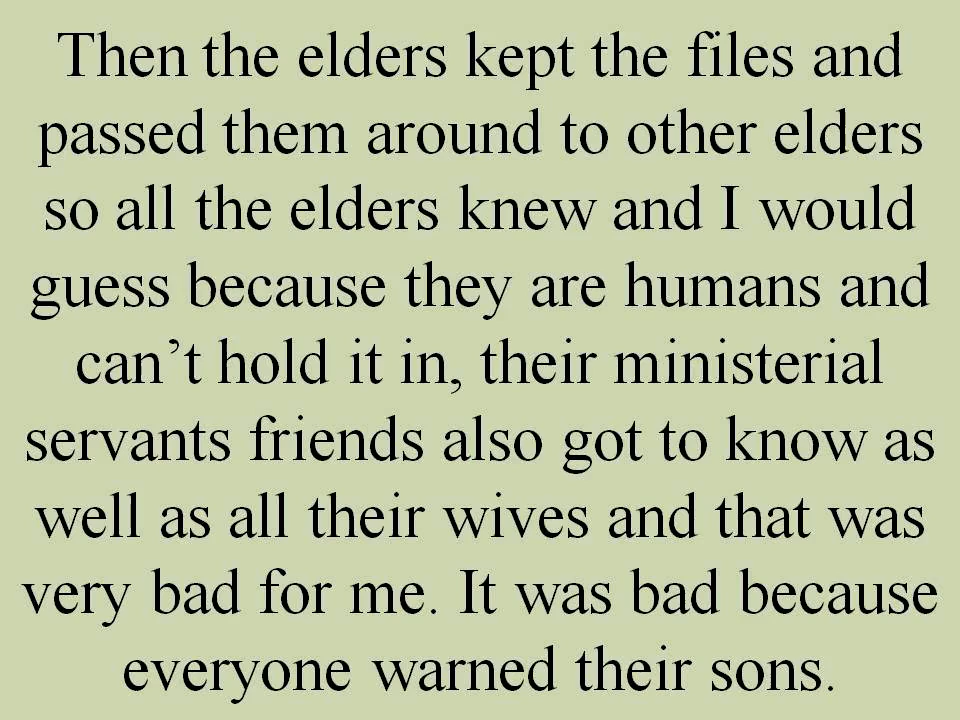 Then the elders kept the files and
passed them around to other elders
so all the elders knew and I would
guess because they are humans and
can’t hold it in, their ministerial
servants friends also got to know as
well as all their wives and that was
very bad for me. It was bad because
everyone warned their sons.